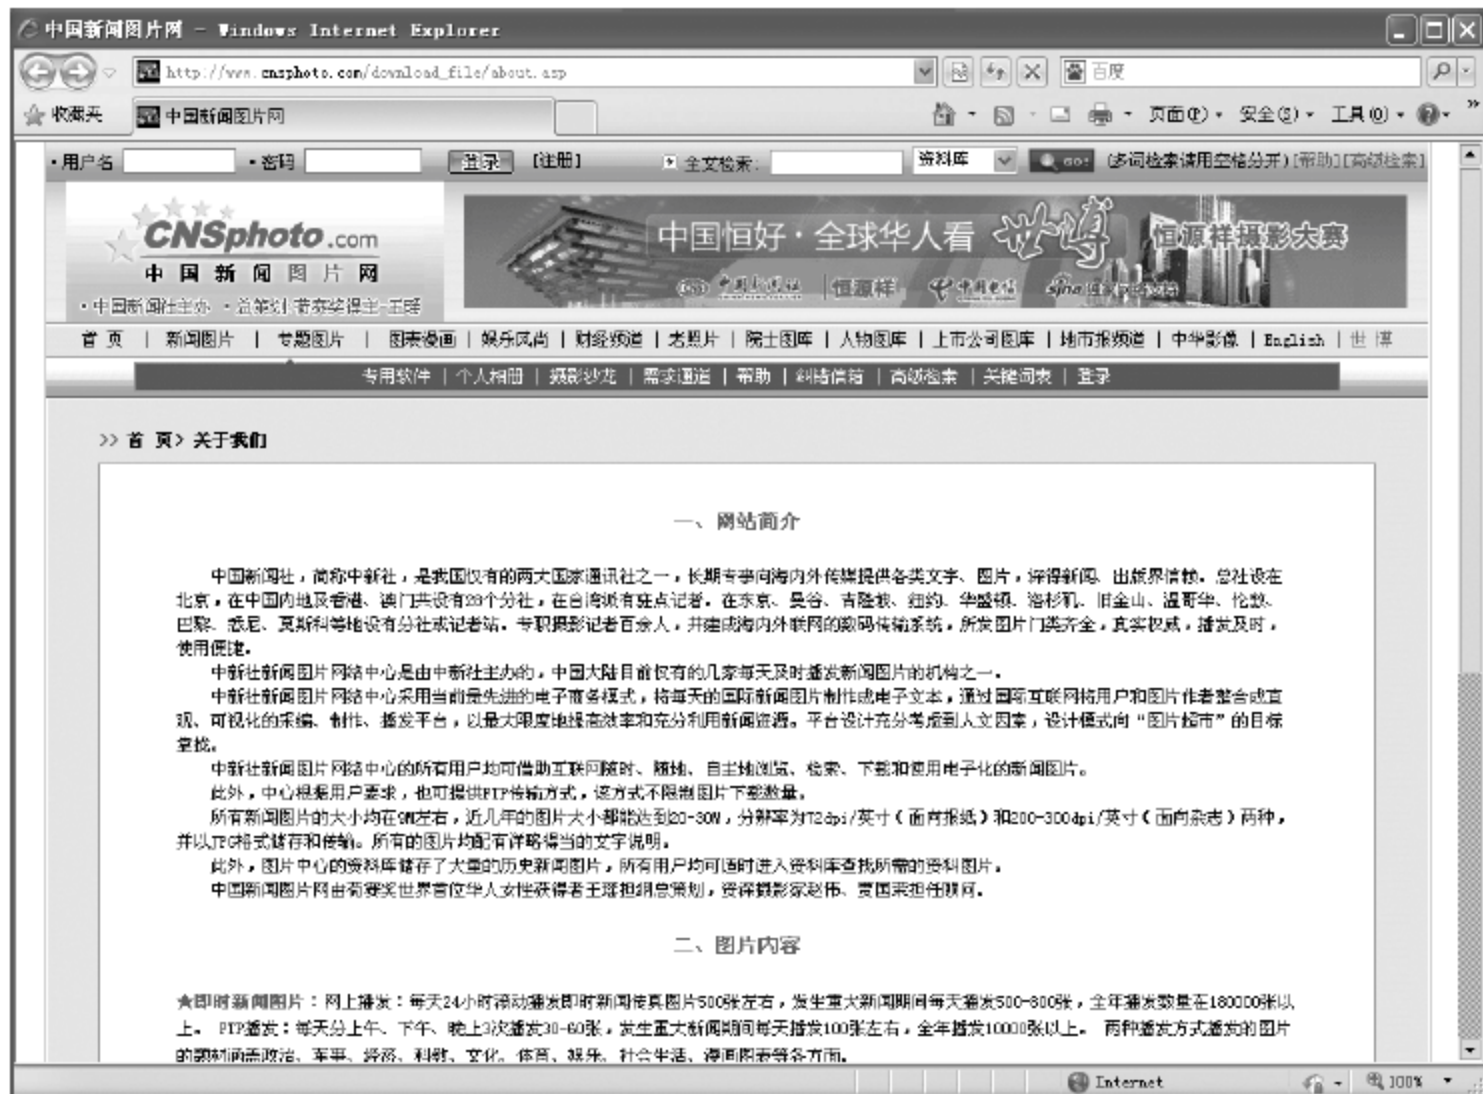 中国新闻图片网 - Windows Internet Explorer
http://www.cnsphoto.com/download_file/about.asp
百度
收藏夹
中国新闻图片网
页面(P) 安全(S) 工具(O)
·用户名 ·密码 登录 [注册] 全文检索: 资料库 GO! (多词检索请用空格分开)[帮助][高级检索]
CNSphoto.com
中国新闻图片网
·中国新闻社主办 ·总策划:荷赛奖得主-王瑶
中国恒好·全球华人看 世博 恒源祥摄影大赛
中国新闻社 恒源祥 中国电信 sina
首 页 | 新闻图片 | 专题图片 | 图表漫画 | 娱乐风尚 | 财经频道 | 老照片 | 院士图库 | 人物图库 | 上市公司图库 | 地市报频道 | 中华影像 | English | 世 博
专用软件 | 个人相册 | 摄影沙龙 | 需求通道 | 帮助 | 纠错信箱 | 高级检索 | 关键词表 | 登录
>> 首 页> 关于我们
一、网站简介
中国新闻社，简称中新社，是我国仅有的两大国家通讯社之一，长期专事向海内外传媒提供各类文字、图片，深得新闻、出版界信赖。总社设在
北京，在中国内地及香港、澳门共设有28个分社，在台湾派有驻点记者。在东京、曼谷、吉隆坡、纽约、华盛顿、洛杉矶、旧金山、温哥华、伦敦、
巴黎、悉尼、莫斯科等地设有分社或记者站。专职摄影记者百余人，并建成海内外联网的数码传输系统，所发图片门类齐全，真实权威，播发及时，
使用便捷。
中新社新闻图片网络中心是由中新社主办的，中国大陆目前仅有的几家每天及时播发新闻图片的机构之一。
中新社新闻图片网络中心采用当前最先进的电子商务模式，将每天的国际新闻图片制作成电子文本，通过国际互联网将用户和图片作者整合成直
观、可视化的采编、制作、播发平台，以最大限度地提高效率和充分利用新闻资源。平台设计充分考虑到人文因素，设计模式向“图片超市”的目标
靠拢。
中新社新闻图片网络中心的所有用户均可借助互联网随时、随地、自主地浏览、检索、下载和使用电子化的新闻图片。
此外，中心根据用户要求，也可提供FTP传输方式，该方式不限制图片下载数量。
所有新闻图片的大小均在9M左右，近几年的图片大小都能达到20-30M，分辨率为72dpi/英寸（面向报纸）和200-300dpi/英寸（面向杂志）两种，
并以JPG格式储存和传输。所有的图片均配有详略得当的文字说明。
此外，图片中心的资料库储存了大量的历史新闻图片，所有用户均可适时进入资料库查找所需的资料图片。
中国新闻图片网由荷赛奖世界首位华人女性获得者王瑶担纲总策划，资深摄影家赵伟、贾国荣担任顾问。
二、图片内容
★即时新闻图片：网上播发：每天24小时滚动播发即时新闻传真图片500张左右，发生重大新闻期间每天播发500-800张，全年播发数量在180000张以
上。 FTP播发：每天分上午、下午、晚上3次播发30-60张，发生重大新闻期间每天播发100张左右，全年播发10000张以上。 两种播发方式播发的图片
的题材涵盖政治、军事、经济、科教、文化、体育、娱乐、社会生活、漫画图表等各方面。
Internet 100%